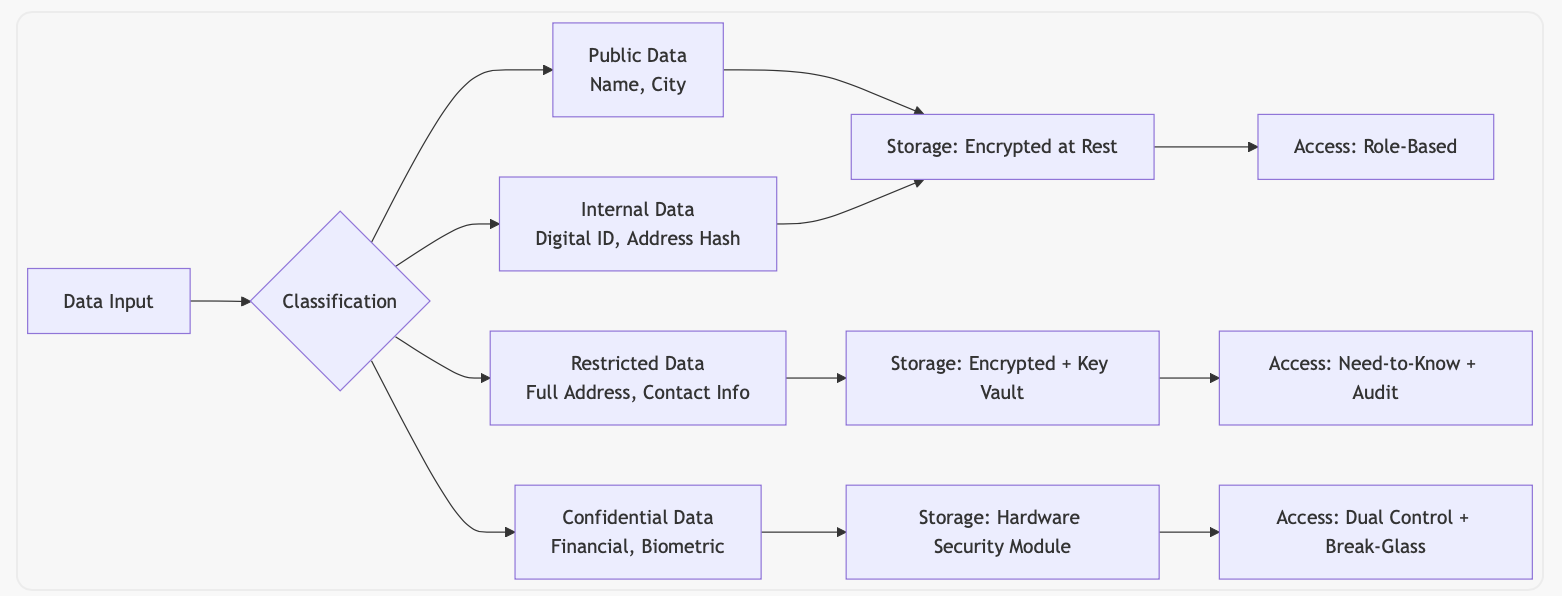 Data Input
Classification
Public Data
Name, City
Internal Data
Digital ID, Address Hash
Restricted Data
Full Address, Contact Info
Confidential Data
Financial, Biometric
Storage: Encrypted at Rest
Storage: Encrypted + Key
Vault
Storage: Hardware
Security Module
Access: Role-Based
Access: Need-to-Know +
Audit
Access: Dual Control +
Break-Glass